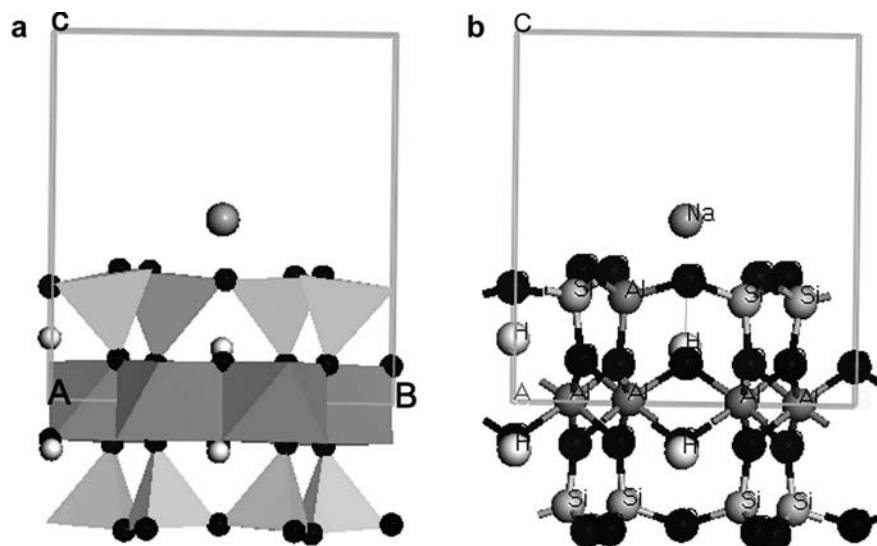 a
C
A
B
b
C
Na
Si Al Si Si
H H
A Al Al Al Al B
H H
Si Si Si Si